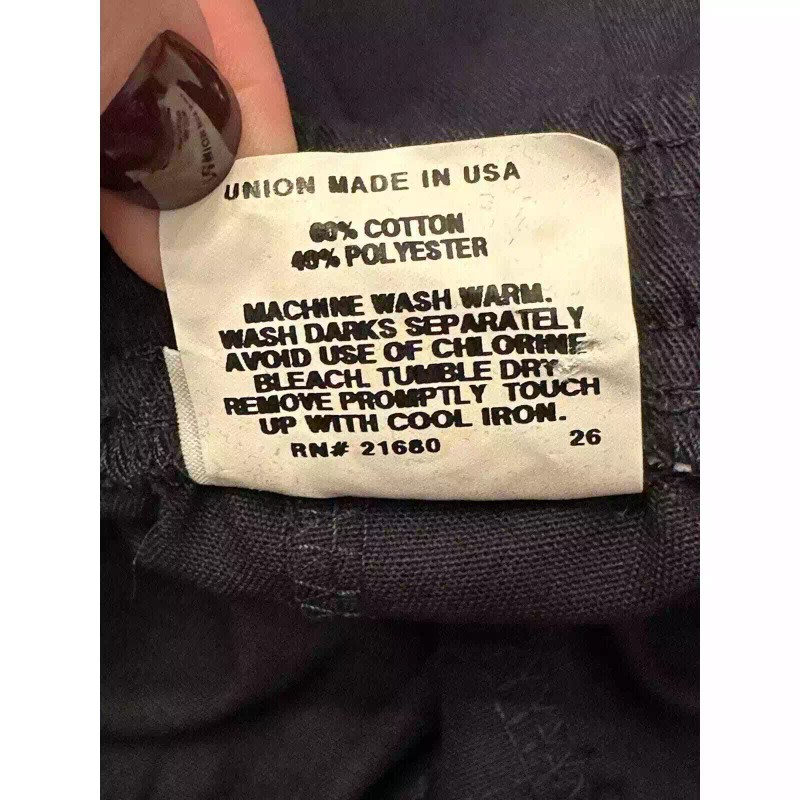 UNION MADE IN USA
60% COTTON
40% POLYESTER
MACHINE WASH WARM.
WASH DARKS SEPARATELY
AVOID USE OF CHLORINE
BLEACH. TUMBLE DRY
REMOVE PROMPTLY TOUCH
UP WITH COOL IRON.
RN# 21680 26